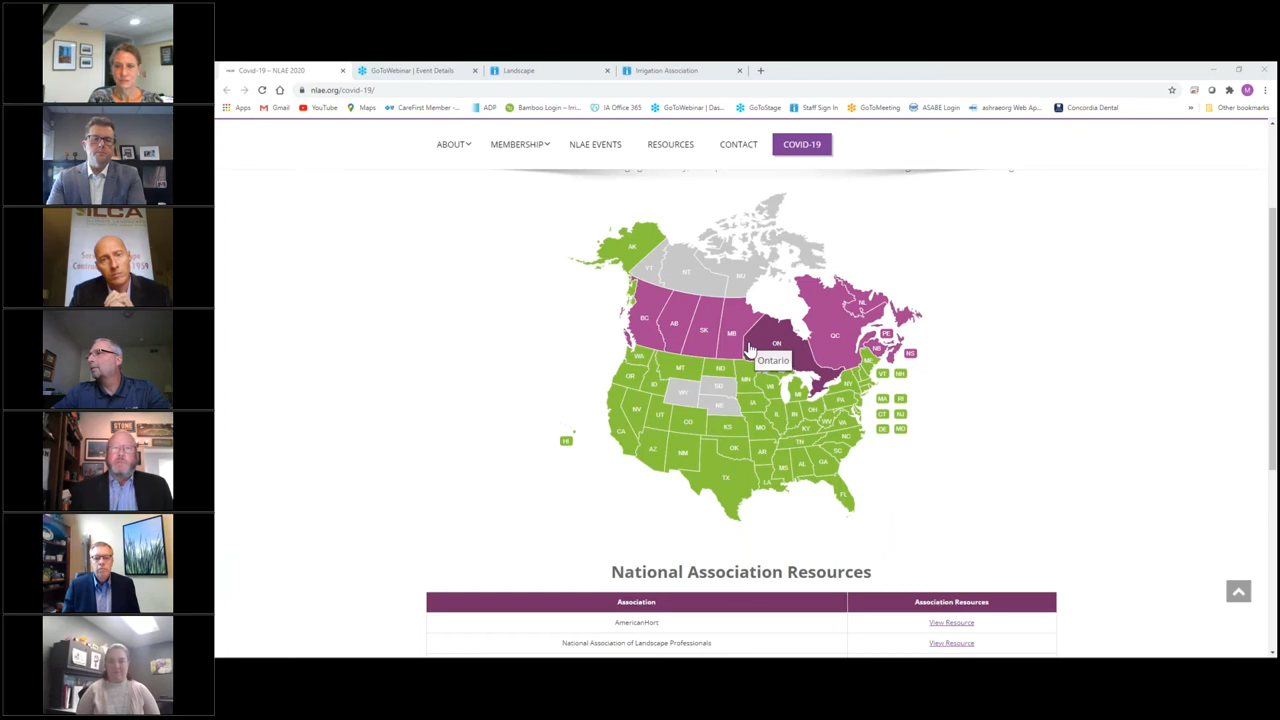 Covid-19 – NLAE 2020
GoToWebinar | Event Details
Landscape
Irrigation Association
nlae.org/covid-19/
M
Apps
Gmail
YouTube
Maps
CareFirst Member -...
ADP
Bamboo Login – Irri...
IA Office 365
GoToWebinar | Das...
GoToStage
Staff Sign In
GoToMeeting
ASABE Login
ashraeorg Web Ap...
Concordia Dental
»
Other bookmarks
ABOUT
MEMBERSHIP
NLAE EVENTS
RESOURCES
CONTACT
COVID-19
ILCA
1959
AK
YT
NT
NU
BC
AB
SK
MB
ON
QC
NL
PE
NB
NS
Ontario
WA
MT
ND
MN
ME
VT
NH
OR
ID
WY
SD
WI
MI
NY
MA
RI
NV
UT
CO
NE
IA
IL
IN
OH
PA
CT
NJ
CA
KS
MO
KY
WV
VA
DE
MD
HI
AZ
NM
OK
AR
TN
NC
SC
TX
LA
MS
AL
GA
FL
National Association Resources
Association
Association Resources
AmericanHort
View Resource
National Association of Landscape Professionals
View Resource